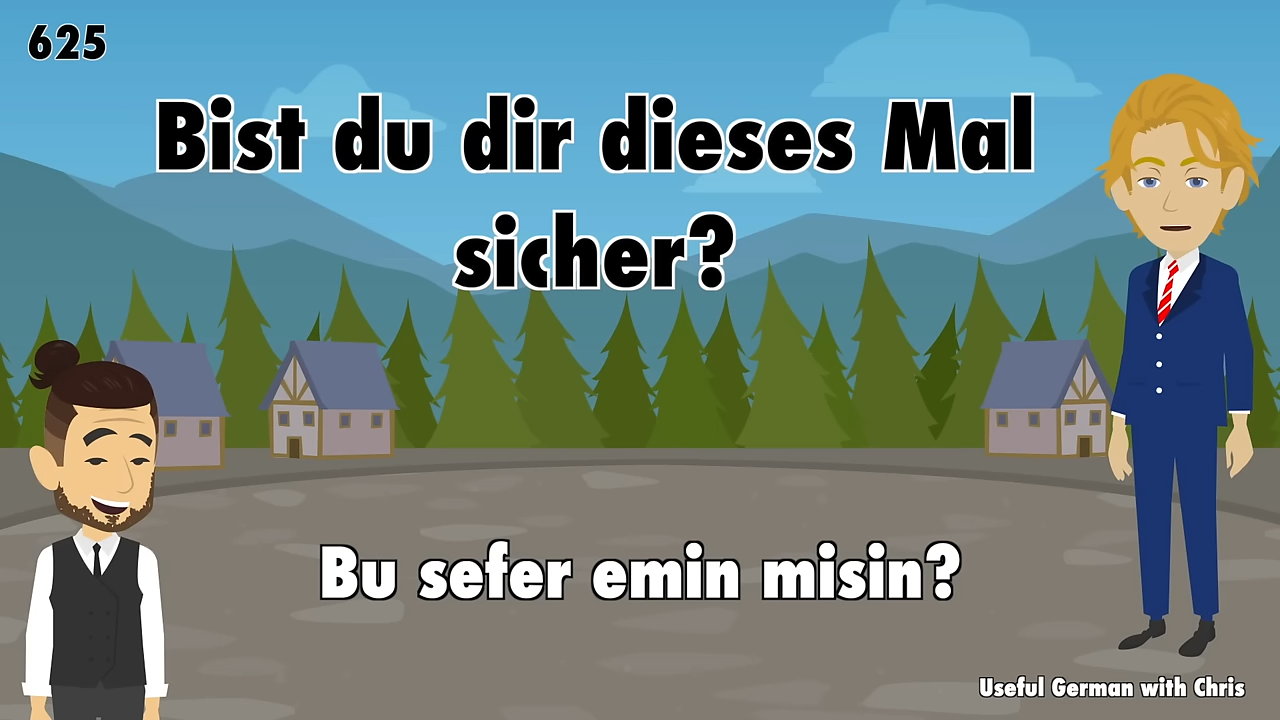 625
Bist du dir dieses Mal
sicher?
Bu sefer emin misin?
Useful German with Chris